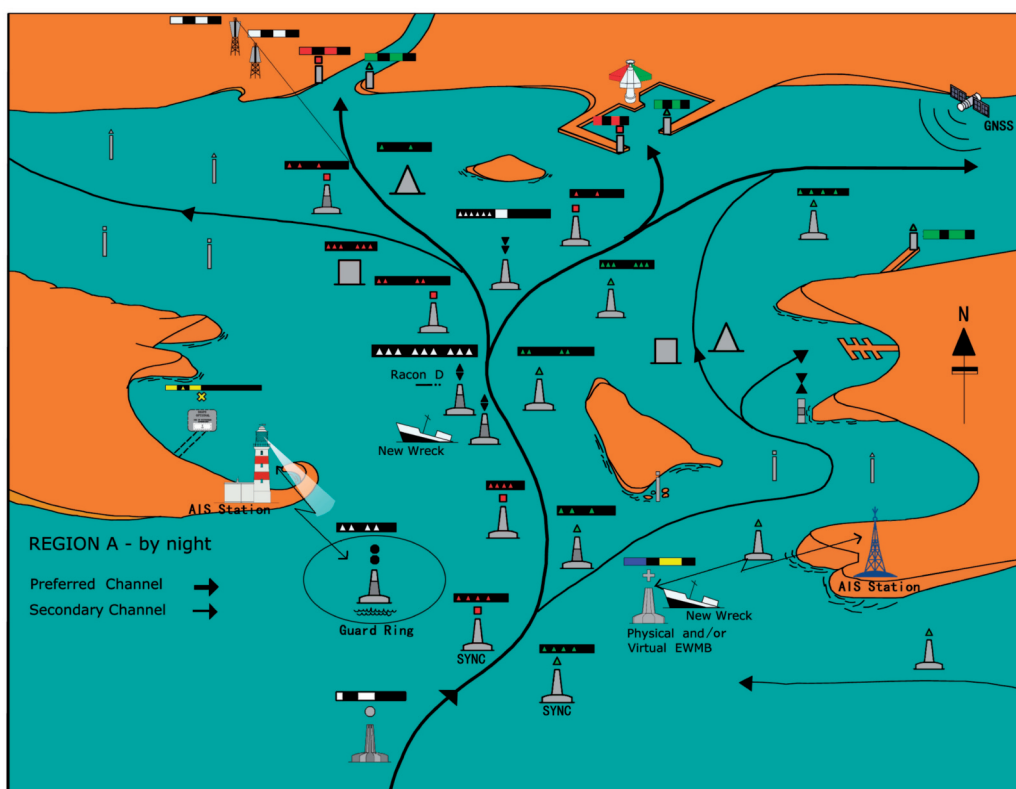 GNSS
N
Racon D
New Wreck
AIS Station
REGION A - by night
Preferred Channel
Secondary Channel
Guard Ring
SYNC
SYNC
New Wreck
Physical and/or
Virtual EWMB
AIS Station